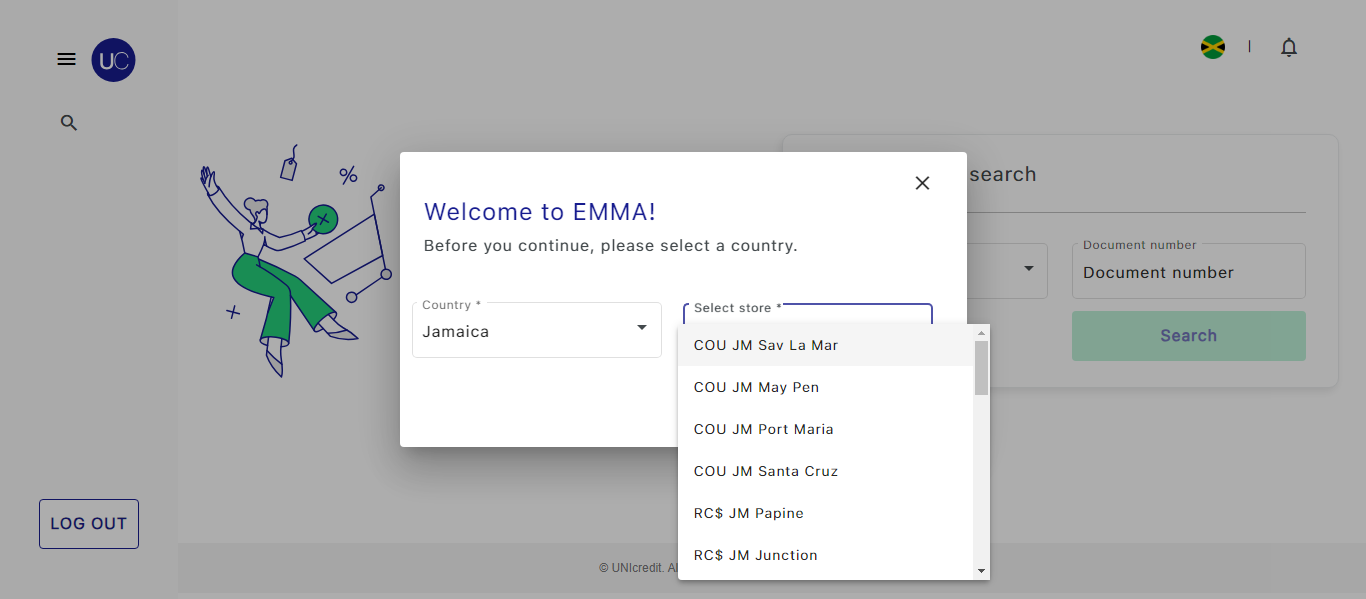 UC
search
Welcome to EMMA!
Before you continue, please select a country.
Document number
Document number
Country *
Jamaica
Select store *
Search
COU JM Sav La Mar
COU JM May Pen
COU JM Port Maria
COU JM Santa Cruz
RC$ JM Papine
RC$ JM Junction
LOG OUT
© UNIcredit.